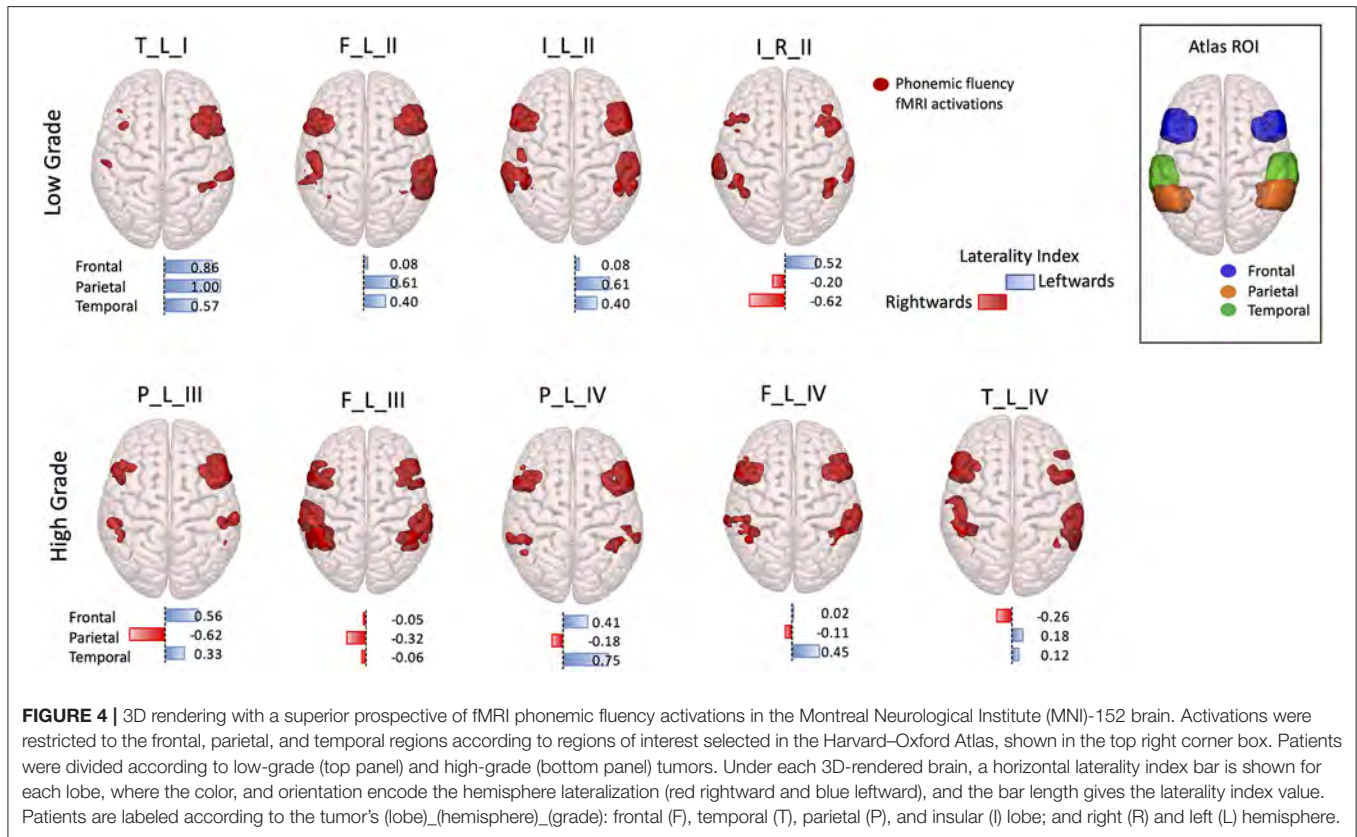 T_L_I
F_L_II
I_L_II
I_R_II
Phonemic fluency
fMRI activations
Atlas ROI
Low Grade
Frontal
Parietal
Temporal
0.86
1.00
0.57
0.08
0.61
0.40
0.08
0.61
0.40
0.52
-0.20
-0.62
Laterality Index
Leftwards
Rightwards
Frontal
Parietal
Temporal
P_L_III
F_L_III
P_L_IV
F_L_IV
T_L_IV
High Grade
Frontal
Parietal
Temporal
0.56
-0.62
0.33
-0.05
-0.32
-0.06
0.41
-0.18
0.75
0.02
-0.11
0.45
-0.26
0.18
0.12
FIGURE 4 | 3D rendering with a superior prospective of fMRI phonemic fluency activations in the Montreal Neurological Institute (MNI)-152 brain. Activations were
restricted to the frontal, parietal, and temporal regions according to regions of interest selected in the Harvard–Oxford Atlas, shown in the top right corner box. Patients
were divided according to low-grade (top panel) and high-grade (bottom panel) tumors. Under each 3D-rendered brain, a horizontal laterality index bar is shown for
each lobe, where the color, and orientation encode the hemisphere lateralization (red rightward and blue leftward), and the bar length gives the laterality index value.
Patients are labeled according to the tumor's (lobe)_(hemisphere)_(grade): frontal (F), temporal (T), parietal (P), and insular (I) lobe; and right (R) and left (L) hemisphere.